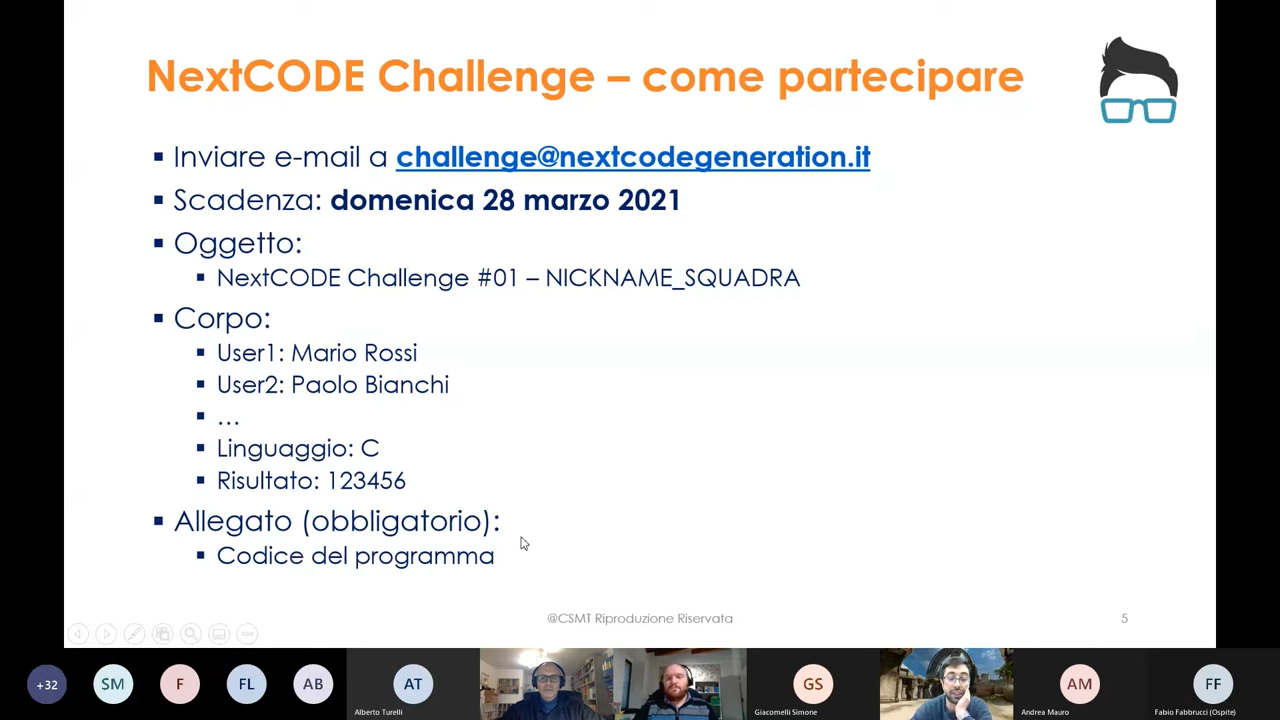 NextCODE Challenge – come partecipare
Inviare e-mail a challenge@nextcodegeneration.it
Scadenza: domenica 28 marzo 2021
Oggetto:
NextCODE Challenge #01 – NICKNAME_SQUADRA
Corpo:
User1: Mario Rossi
User2: Paolo Bianchi
...
Linguaggio: C
Risultato: 123456
Allegato (obbligatorio):
Codice del programma
@CSMT Riproduzione Riservata
5
+32
SM
F
FL
AB
AT
GS
AM
FF
Alberto Turelli
Giacomelli Simone
Andrea Mauro
Fabio Fabbrucci (Ospite)